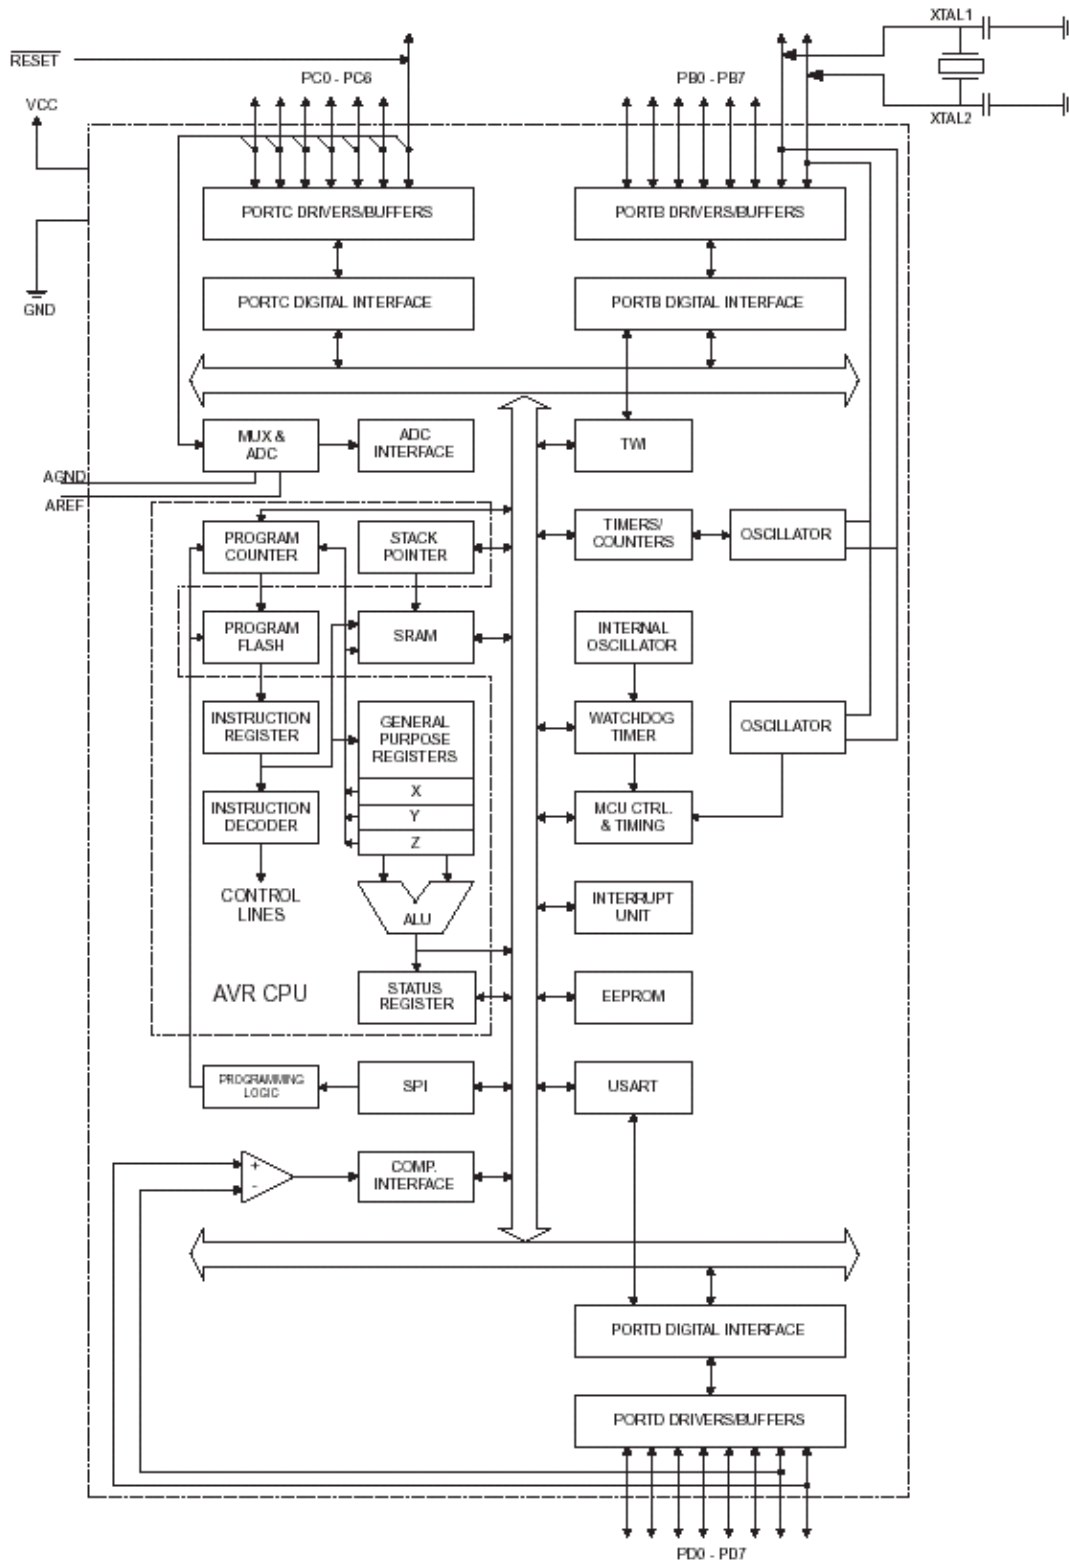 XTAL1
RESET
PC0 - PC6
PB0 - PB7
VCC
XTAL2
PORTC DRIVERS/BUFFERS
PORTB DRIVERS/BUFFERS
PORTC DIGITAL INTERFACE
PORTB DIGITAL INTERFACE
GND
MUX &
ADC
ADC
INTERFACE
TWI
AGND
AREF
PROGRAM
COUNTER
STACK
POINTER
TIMERS/
COUNTERS
OSCILLATOR
PROGRAM
FLASH
SRAM
INTERNAL
OSCILLATOR
INSTRUCTION
REGISTER
GENERAL
PURPOSE
REGISTERS
WATCHDOG
TIMER
OSCILLATOR
X
Y
Z
INSTRUCTION
DECODER
MCU CTRL.
& TIMING
CONTROL
LINES
ALU
INTERRUPT
UNIT
AVR CPU
STATUS
REGISTER
EEPROM
PROGRAMMING
LOGIC
SPI
USART
+
-
COMP.
INTERFACE
PORTD DIGITAL INTERFACE
PORTD DRIVERS/BUFFERS
PD0 - PD7